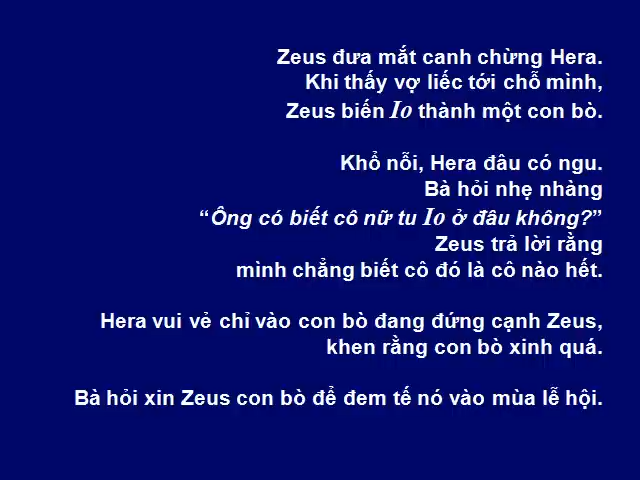 Zeus đưa mắt canh chừng Hera.
Khi thấy vợ liếc tới chỗ mình,
Zeus biến Io thành một con bò.
Khổ nỗi, Hera đâu có ngu.
Bà hỏi nhẹ nhàng
“Ông có biết cô nữ tu Io ở đâu không?”
Zeus trả lời rằng
mình chẳng biết cô đó là cô nào hết.
Hera vui vẻ chỉ vào con bò đang đứng cạnh Zeus,
khen rằng con bò xinh quá.
Bà hỏi xin Zeus con bò để đem tế nó vào mùa lễ hội.